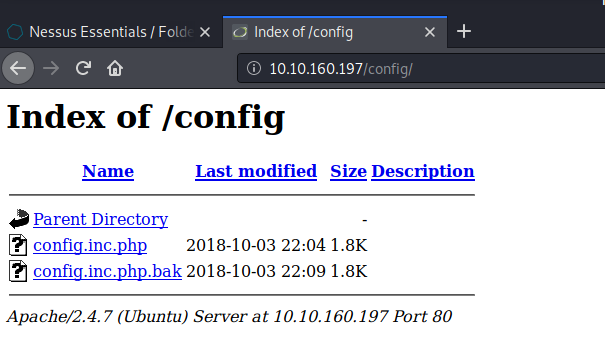 Nessus Essentials / Folde
Index of /config
10.10.160.197/config/
Index of /config
Name Last modified Size Description
Parent Directory -
config.inc.php 2018-10-03 22:04 1.8K
config.inc.php.bak 2018-10-03 22:09 1.8K
Apache/2.4.7 (Ubuntu) Server at 10.10.160.197 Port 80